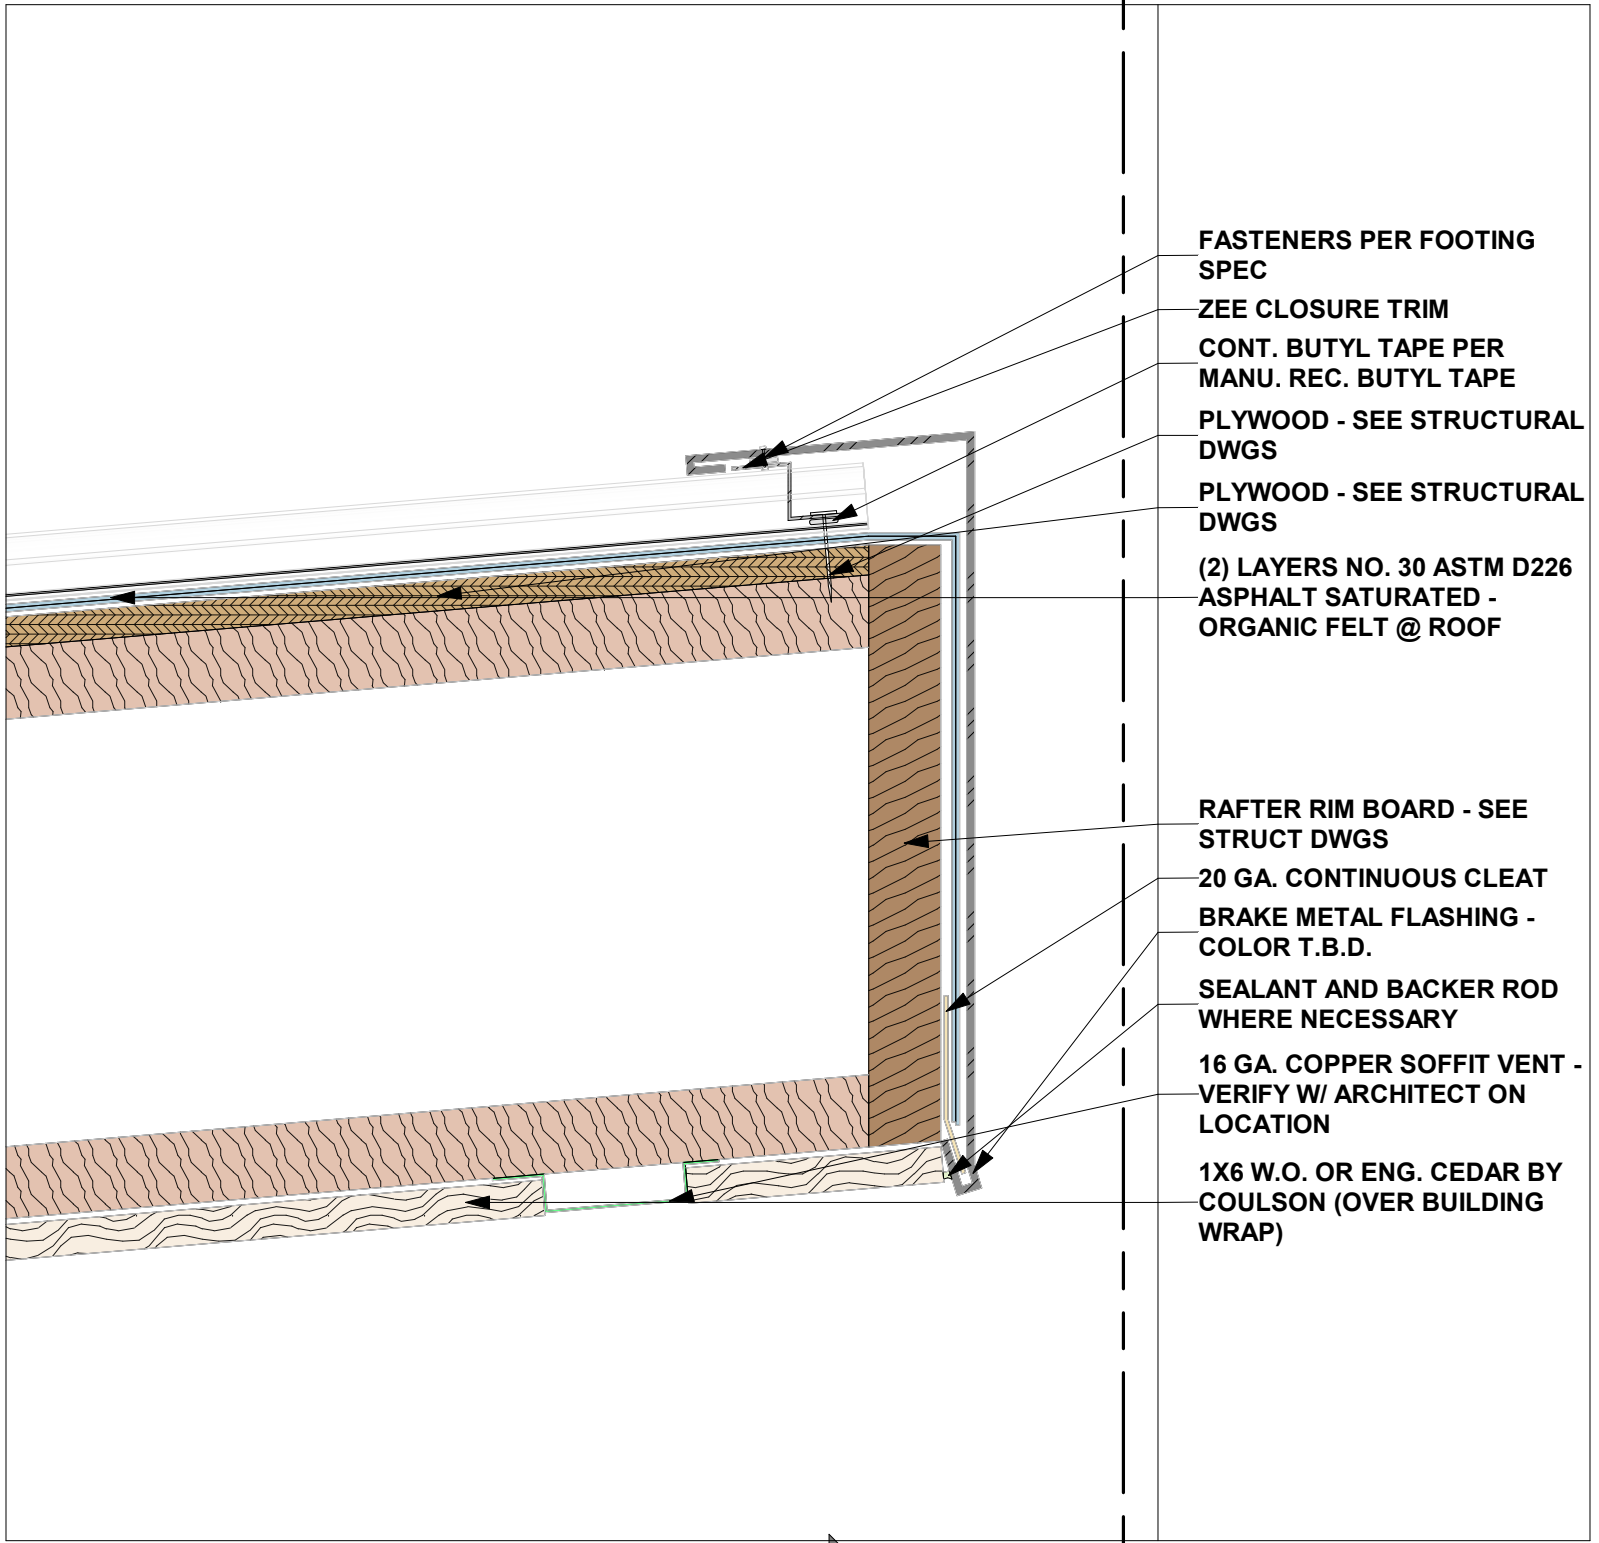 FASTENERS PER FOOTING
SPEC
ZEE CLOSURE TRIM
CONT. BUTYL TAPE PER
MANU. REC. BUTYL TAPE
PLYWOOD - SEE STRUCTURAL
DWGS
PLYWOOD - SEE STRUCTURAL
DWGS
(2) LAYERS NO. 30 ASTM D226
ASPHALT SATURATED -
ORGANIC FELT @ ROOF
RAFTER RIM BOARD - SEE
STRUCT DWGS
20 GA. CONTINUOUS CLEAT
BRAKE METAL FLASHING -
COLOR T.B.D.
SEALANT AND BACKER ROD
WHERE NECESSARY
16 GA. COPPER SOFFIT VENT -
VERIFY W/ ARCHITECT ON
LOCATION
1X6 W.O. OR ENG. CEDAR BY
COULSON (OVER BUILDING
WRAP)